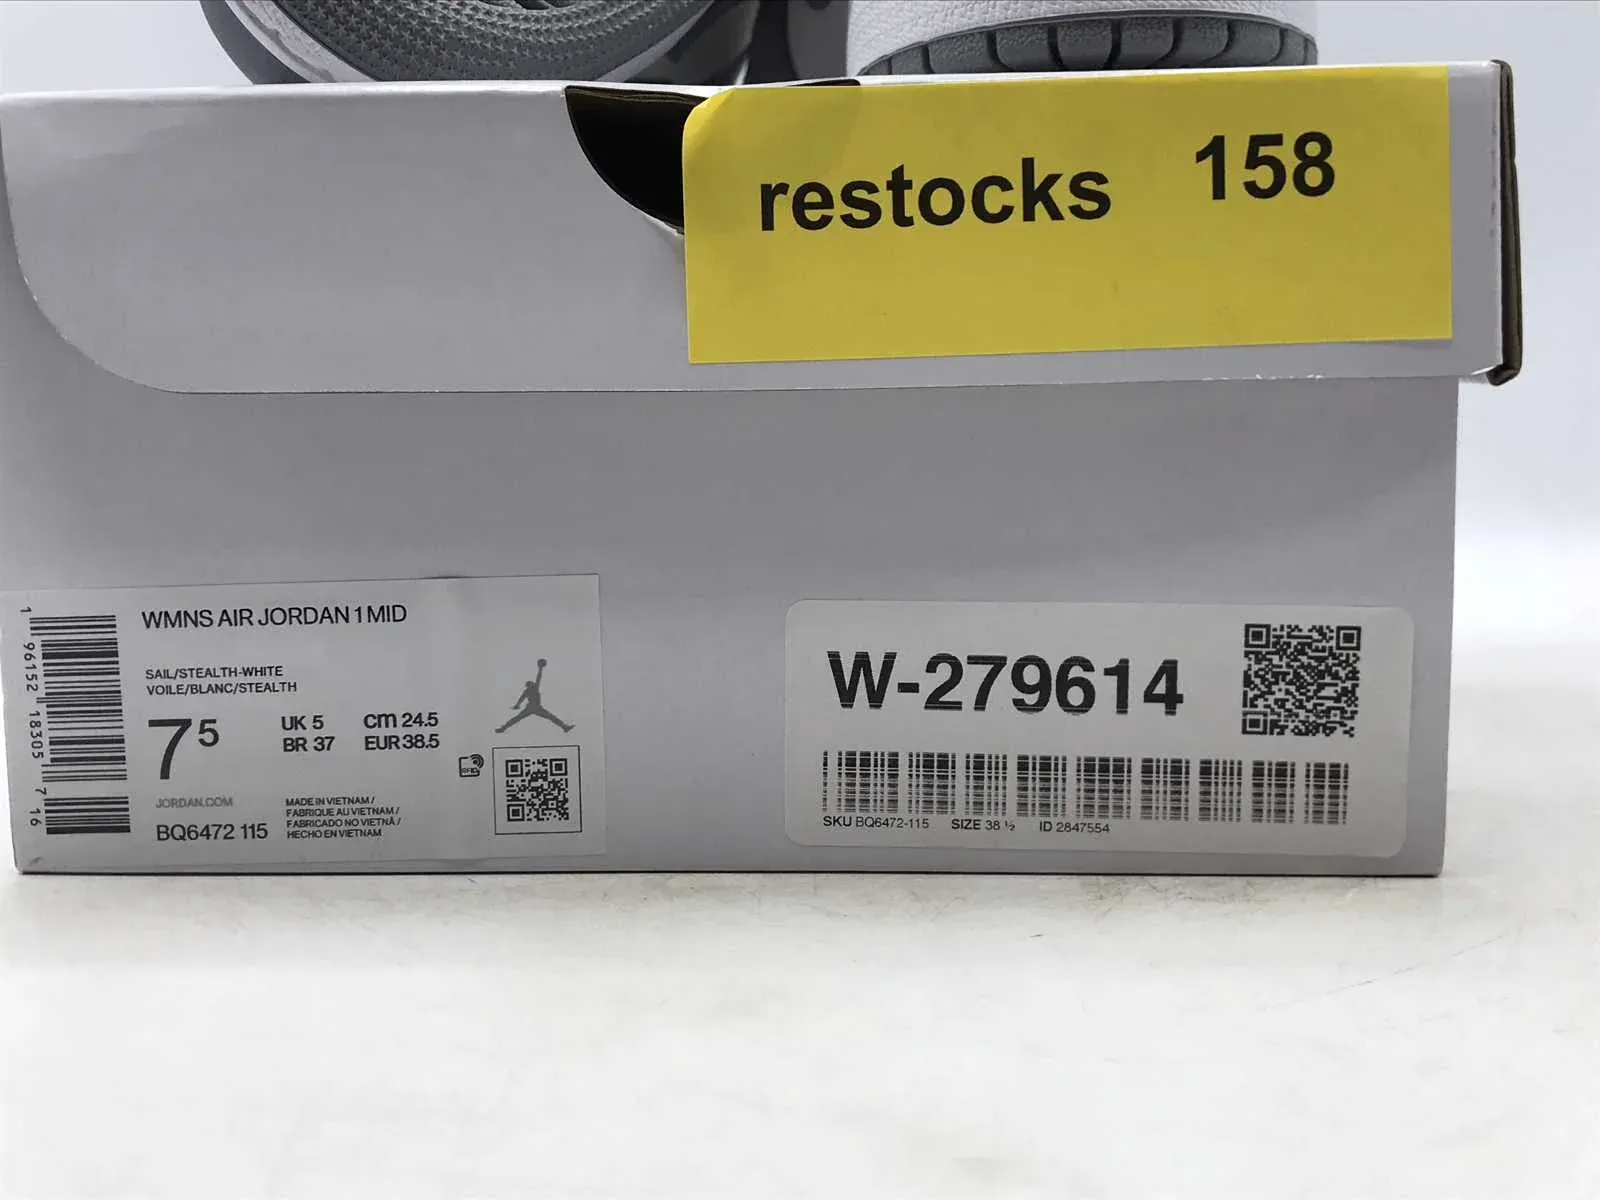 restocks 158
WMNS AIR JORDAN 1 MID
SAIL/STEALTH-WHITE
VOILE/BLANC/STEALTH
7 5
UK 5 cm 24.5
BR 37 EUR 38.5
RFID
JORDAN.COM
BQ6472 115
MADE IN VIETNAM /
FABRIQUE AU VIETNAM /
FABRICADO NO VIETNÃ /
HECHO EN VIETNAM
1 96152 18305 7 16
W-279614
SKU BQ6472-115 SIZE 38 ½ ID 2847554